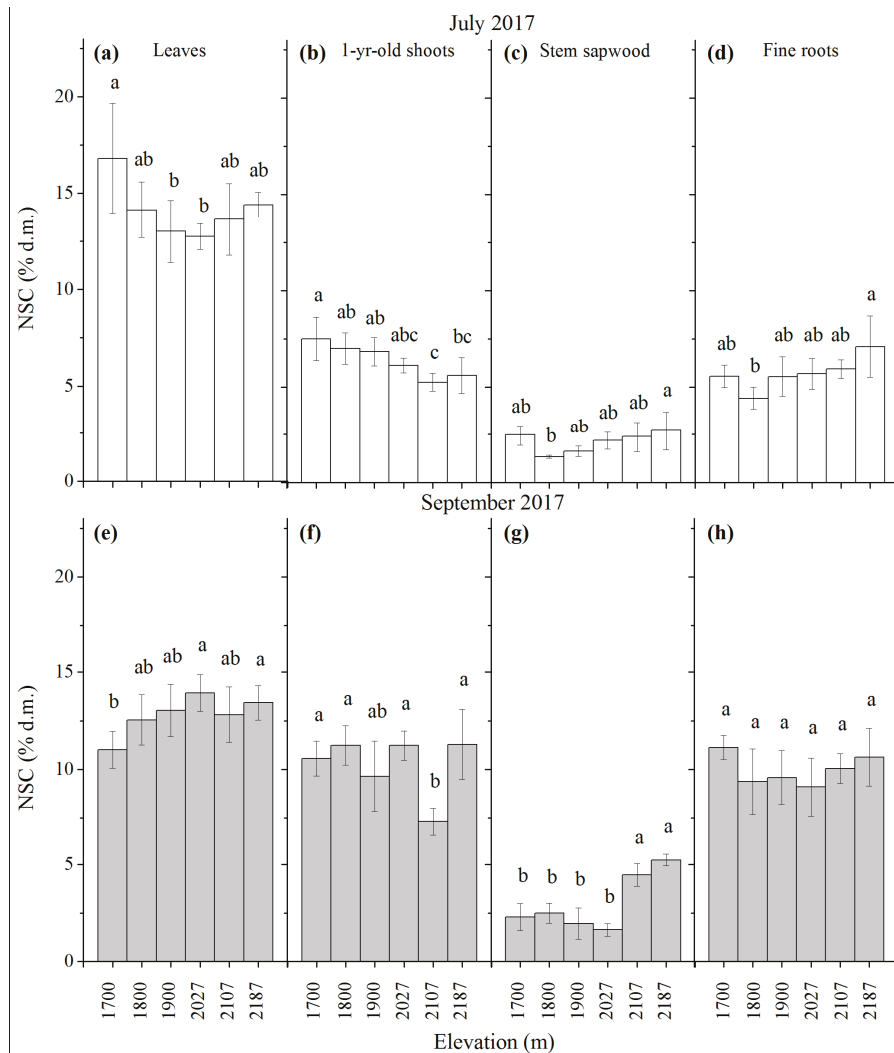 July 2017
(a) Leaves (b) 1-yr-old shoots (c) Stem sapwood (d) Fine roots
NSC (% d.m.)
20
15
10
5
0
a ab b b ab ab
a ab ab abc c bc
ab b ab ab ab a
ab b ab ab ab a
September 2017
(e) (f) (g) (h)
NSC (% d.m.)
20
15
10
5
0
b ab ab a ab a
a a ab a b a
b b b b a a
a a a a a a
1700 1800 1900 2027 2107 2187 1700 1800 1900 2027 2107 2187 1700 1800 1900 2027 2107 2187 1700 1800 1900 2027 2107 2187
Elevation (m)